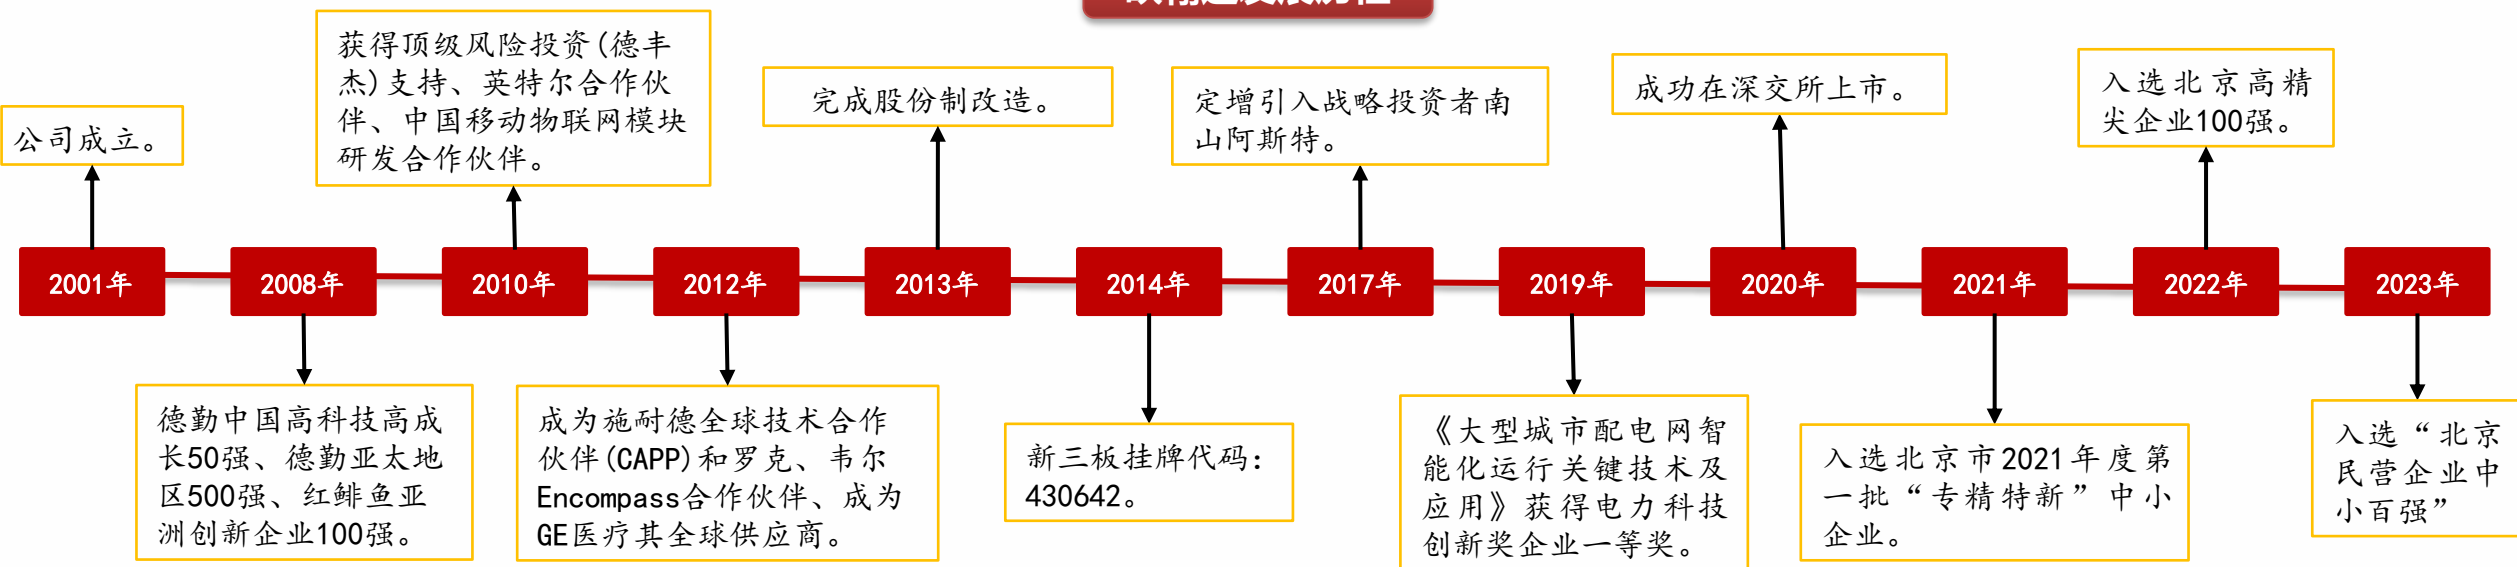 发展历程
公司成立。
获得顶级风险投资(德丰
杰)支持、英特尔合作伙
伴、中国移动物联网模块
研发合作伙伴。
完成股份制改造。
定增引入战略投资者南
山阿斯特。
成功在深交所上市。
入选北京高精
尖企业100强。
2001年
2008年
2010年
2012年
2013年
2014年
2017年
2019年
2020年
2021年
2022年
2023年
德勤中国高科技高成
长50强、德勤亚太地
区500强、红鲱鱼亚
洲创新企业100强。
成为施耐德全球技术合作
伙伴(CAPP)和罗克、韦尔
Encompass合作伙伴、成为
GE医疗其全球供应商。
新三板挂牌代码:
430642。
《大型城市配电网智
能化运行关键技术及
应用》获得电力科技
创新奖企业一等奖。
入选北京市2021年度第
一批“专精特新”中小
企业。
入选“北京
民营企业中
小百强”